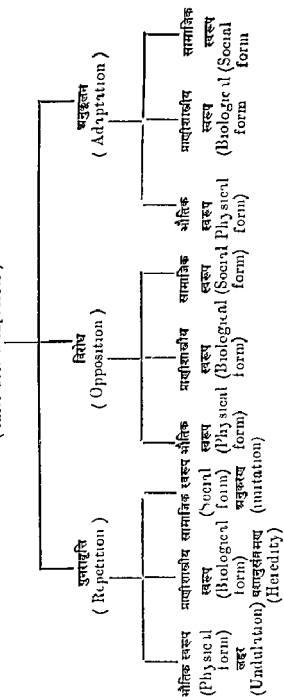 पुनरावृत्ति
( Repetition )
भौतिक स्वरूप
(Physical
form)
लहर
(Undulation)
प्राणीशास्त्रीय
स्वरूप
(Biological
form)
वंशानुसंक्रमण
(Heredity)
सामाजिक स्वरूप
(Social
form)
अनुकरण
(imitation)
विरोध
( Opposition )
भौतिक
स्वरूप
(Physical
form)
प्राणीशास्त्रीय
स्वरूप
(Biological
form)
सामाजिक
स्वरूप
(Social
form)
अनुकूलन
( Adaptation )
भौतिक
स्वरूप
Physical
form)
प्राणीशास्त्रीय
स्वरूप
(Biological
form
सामाजिक
स्वरूप
(Social
form